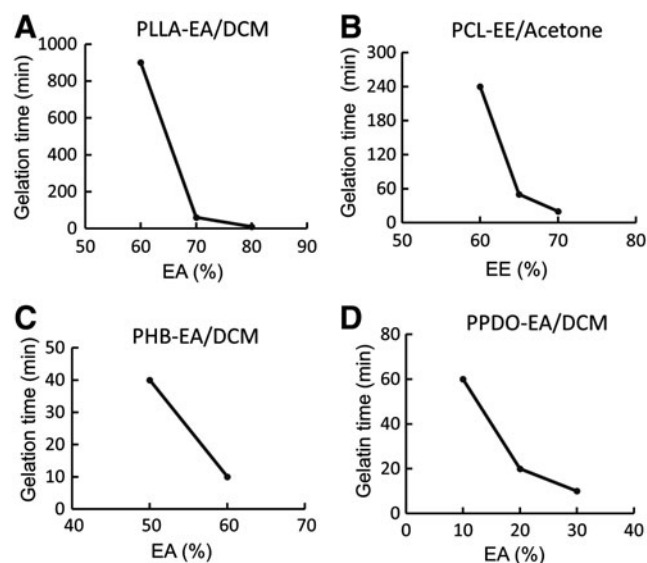 A
PLLA-EA/DCM
Gelation time (min)
1000
800
600
400
200
0
50 60 70 80 90
EA (%)
B
PCL-EE/Acetone
Gelation time (min)
300
240
180
120
60
0
50 60 70 80
EE (%)
C
PHB-EA/DCM
Gelation time (min)
50
40
30
20
10
0
40 50 60 70
EA (%)
D
PPDO-EA/DCM
Gelatin time (min)
80
60
40
20
0
0 10 20 30 40
EA (%)